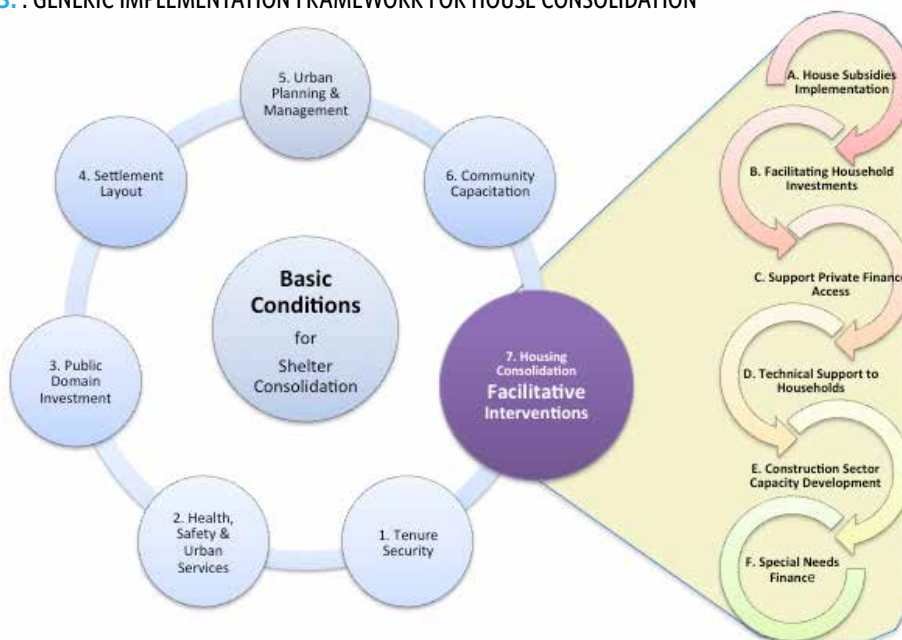 : GENERIC IMPLEMENTATION FRAMEWORK FOR HOUSE CONSOLIDATION
5. Urban
Planning &
Management
4. Settlement
Layout
6. Community
Capacitation
Basic
Conditions
for
Shelter
Consolidation
3. Public
Domain
Investment
7. Housing
Consolidation
Facilitative
Interventions
2. Health,
Safety &
Urban
Services
1. Tenure
Security
A. House Subsidies
Implementation
B. Facilitating Household
Investments
C. Support Private Finance
Access
D. Technical Support to
Households
E. Construction Sector
Capacity Development
F. Special Needs
Finance